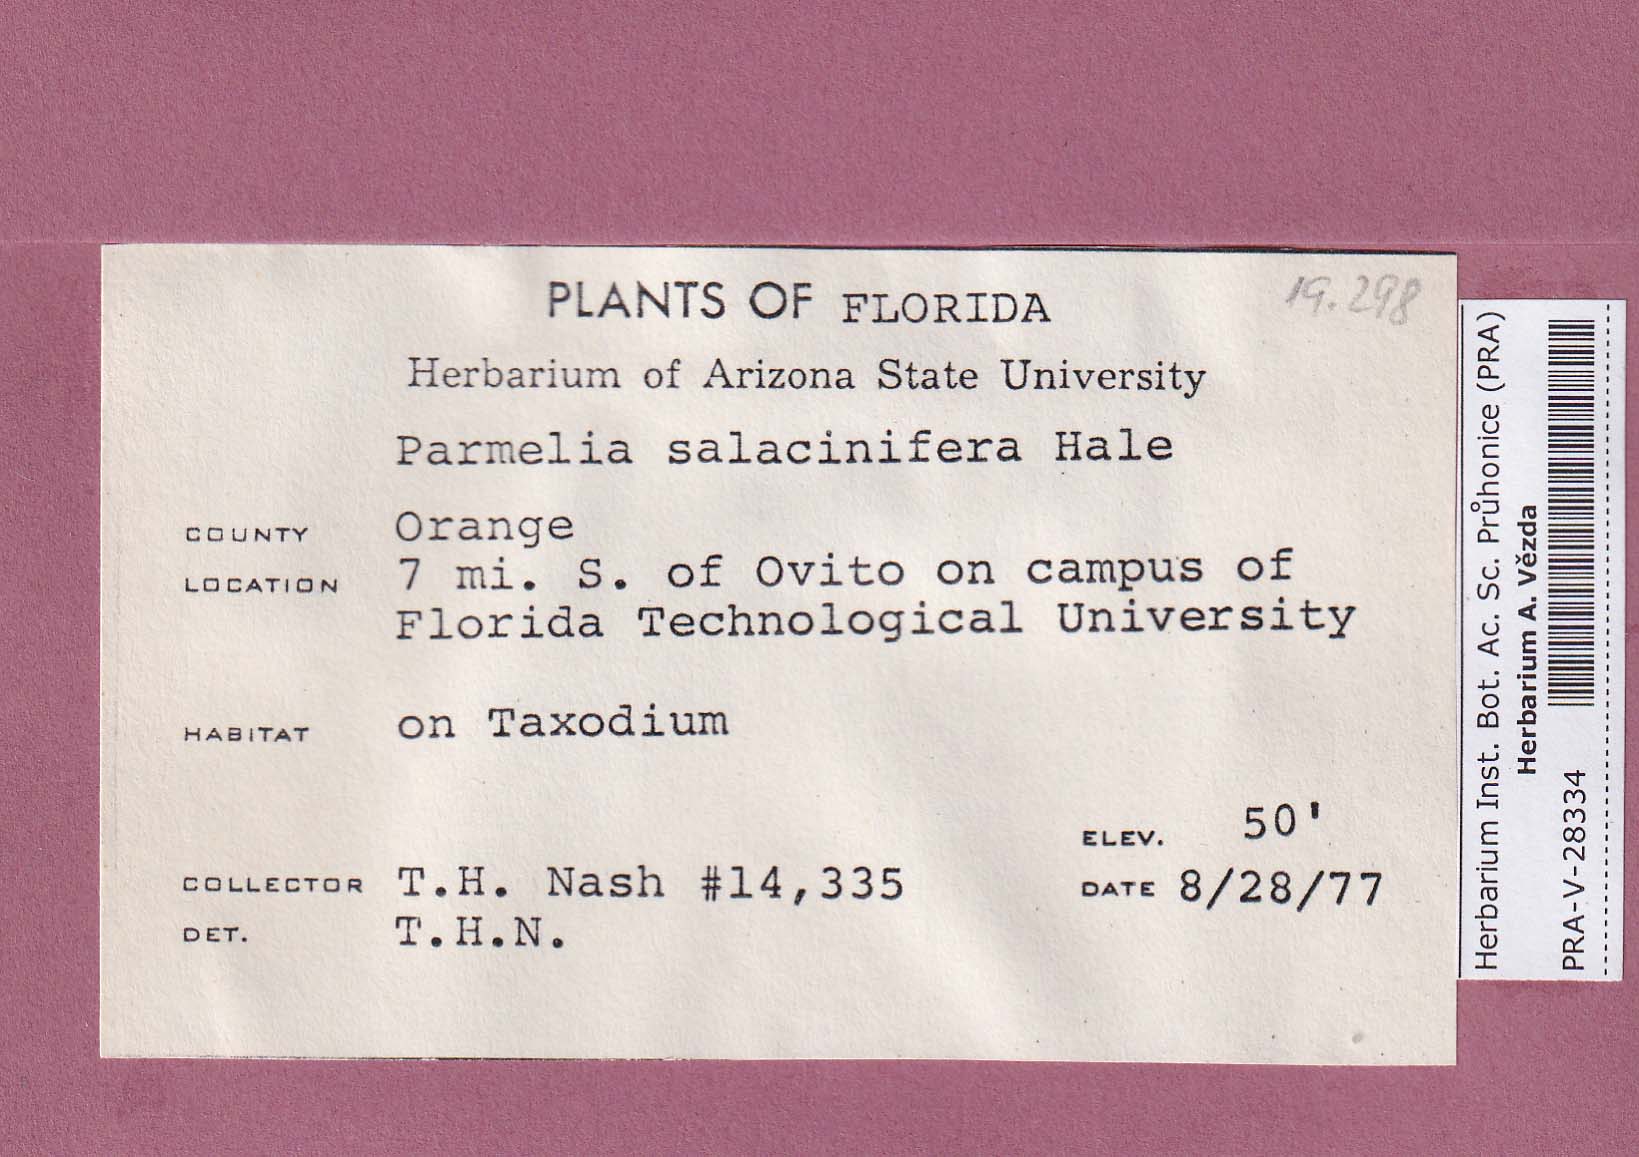 PLANTS OF FLORIDA
19.298
Herbarium of Arizona State University
Parmelia salacinifera Hale
COUNTY Orange
LOCATION 7 mi. S. of Ovito on campus of
Florida Technological University
HABITAT on Taxodium
ELEV. 50'
COLLECTOR T.H. Nash #14,335 DATE 8/28/77
DET. T.H.N.
Herbarium Inst. Bot. Ac. Sc. Průhonice (PRA)
Herbarium A. Vězda
PRA-V-28334